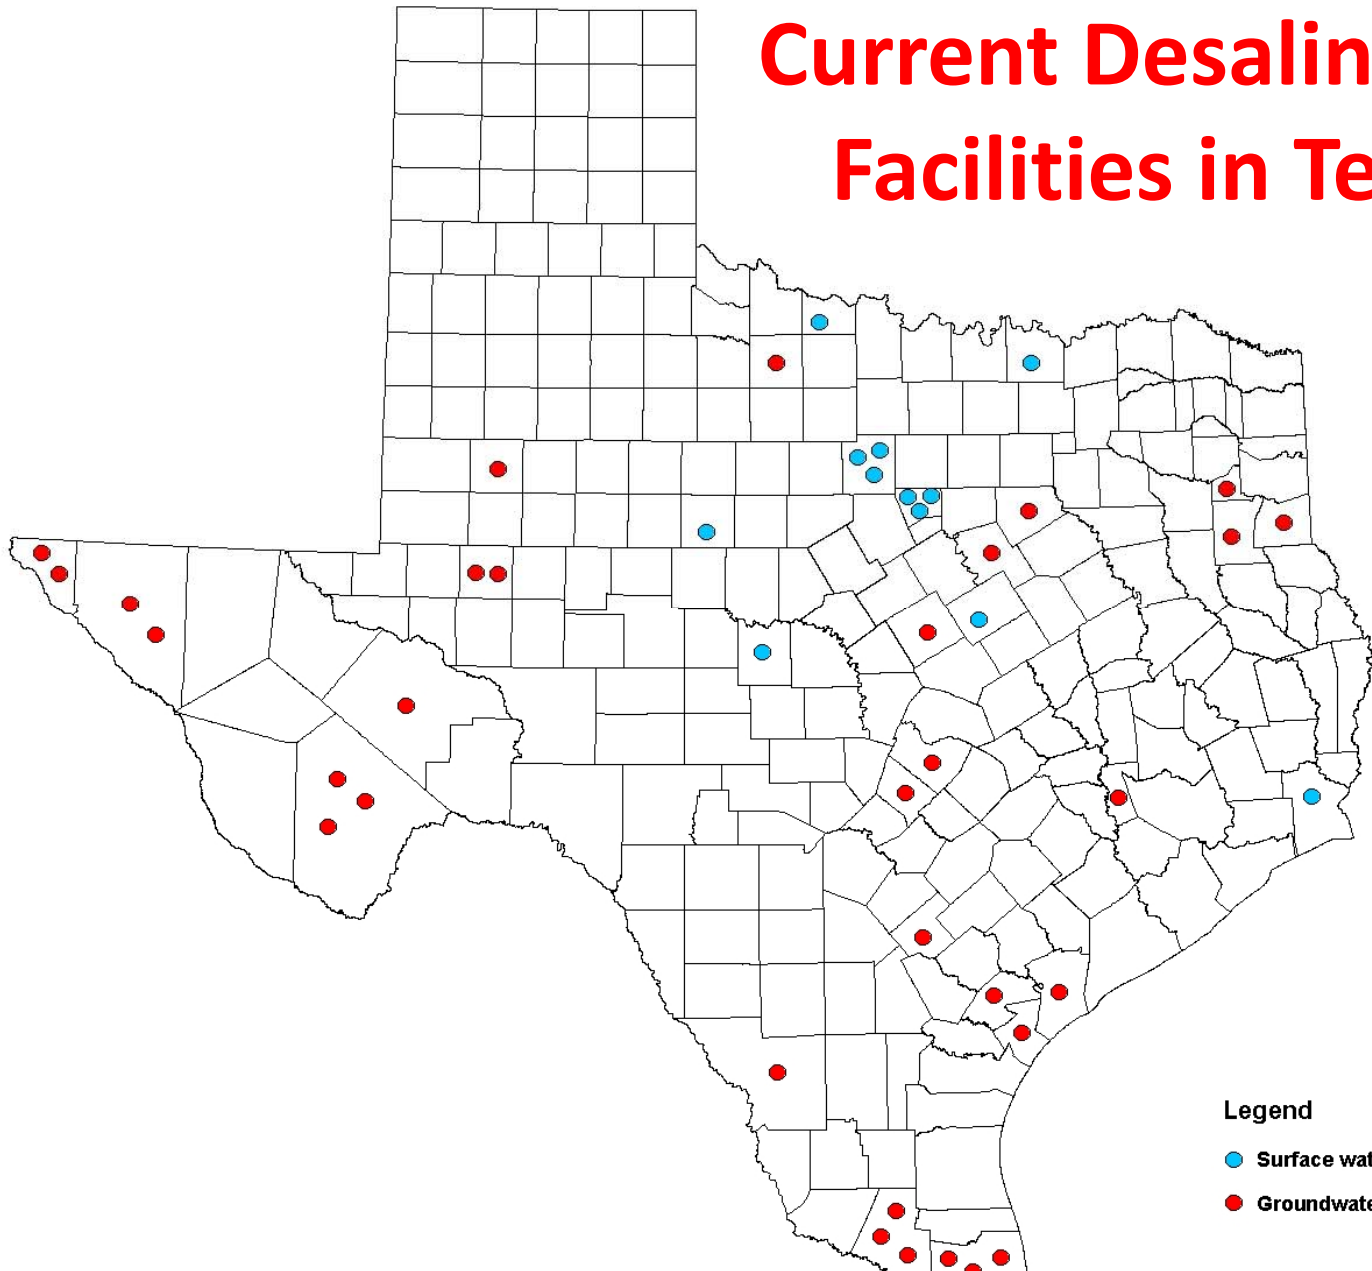 Current Desalin
Facilities in Te
Legend
Surface wat
Groundwate